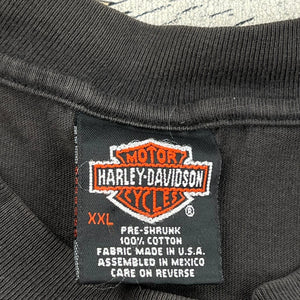 MOTOR
HARLEY-DAVIDSON
CYCLES
®
XXL
PRE-SHRUNK
100% COTTON
FABRIC MADE IN U.S.A.
ASSEMBLED IN MEXICO
CARE ON REVERSE